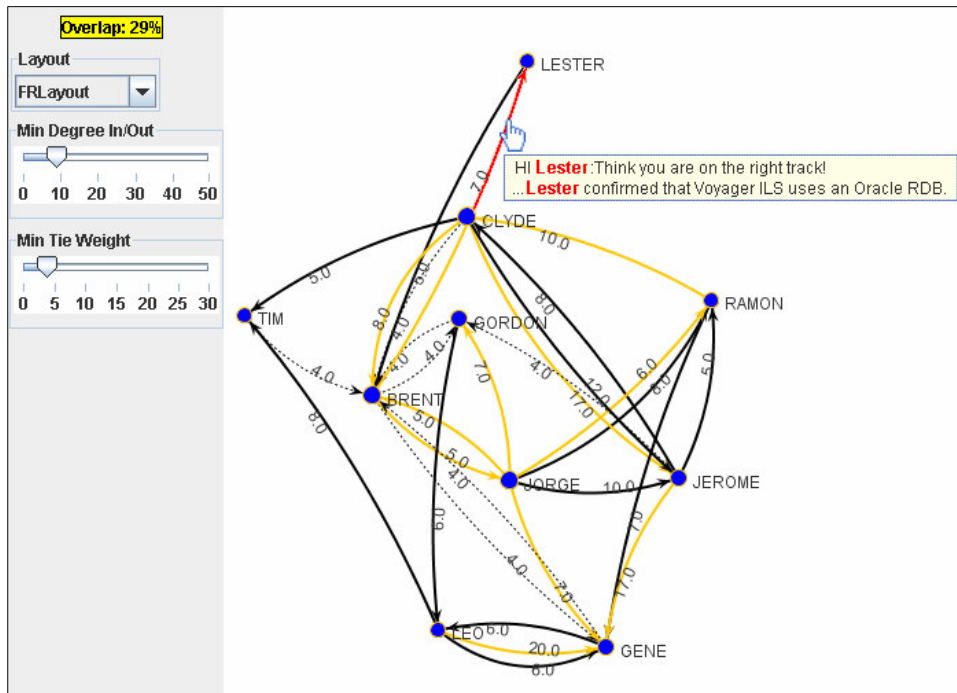 Overlap: 29%
Layout
FRLayout
Min Degree In/Out
0 10 20 30 40 50
Min Tie Weight
0 5 10 15 20 25 30
LESTER
HI Lester:Think you are on the right track!
...Lester confirmed that Voyager ILS uses an Oracle RDB.
7.0
CLYDE
10.0
5.0
6.0
8.0
RAMON
TIM
8.0
4.0
GORDON
4.0
4.0
4.0
4.0
6.0
5.0
12.0
17.0
7.0
BRENT
5.0
8.0
5.0
4.0
JORGE
10.0
JEROME
6.0
7.0
4.0
7.0
17.0
LEO
6.0
20.0
GENE